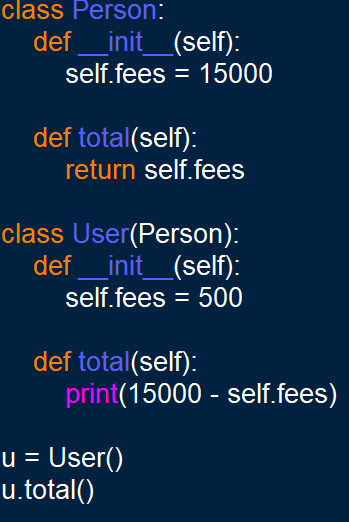 class Person:
    def __init__(self):
        self.fees = 15000

    def total(self):
        return self.fees

class User(Person):
    def __init__(self):
        self.fees = 500

    def total(self):
        print(15000 - self.fees)

u = User()
u.total()